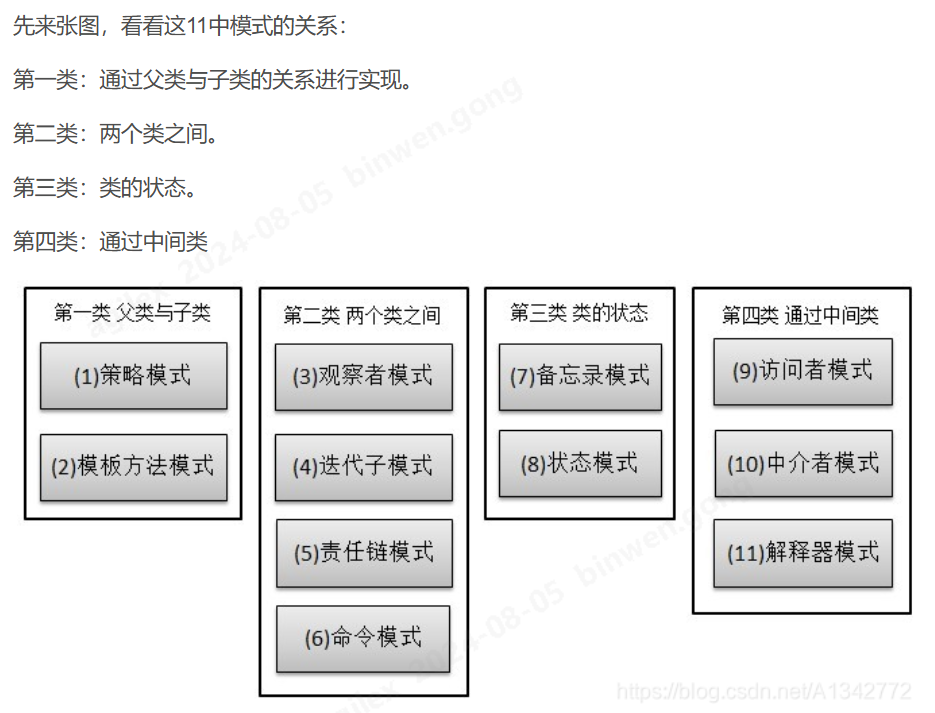 先来张图，看看这11中模式的关系：
第一类：通过父类与子类的关系进行实现。
第二类：两个类之间。
第三类：类的状态。
第四类：通过中间类
第一类 父类与子类
(1)策略模式
(2)模板方法模式
第二类 两个类之间
(3)观察者模式
(4)迭代子模式
(5)责任链模式
(6)命令模式
第三类 类的状态
(7)备忘录模式
(8)状态模式
第四类 通过中间类
(9)访问者模式
(10)中介者模式
(11)解释器模式
agilex 2024-08-05 binwen.gong
agilex 2024-08-05 binwen.gong
https://blog.csdn.net/A1342772